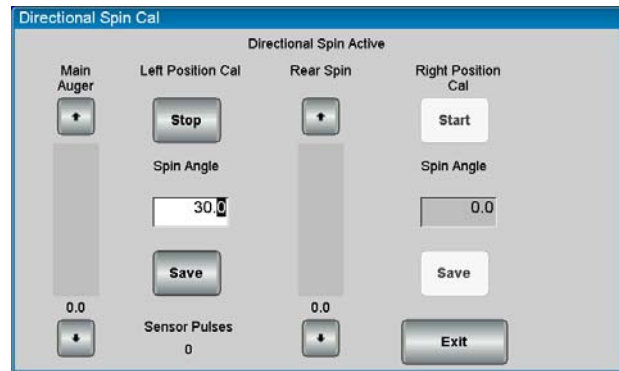 Directional Spin Cal
Directional Spin Active
Main Auger
Left Position Cal
Rear Spin
Right Position Cal
Stop
Start
Spin Angle
Spin Angle
30.0
0.0
Save
Save
0.0
0.0
Sensor Pulses
0
Exit